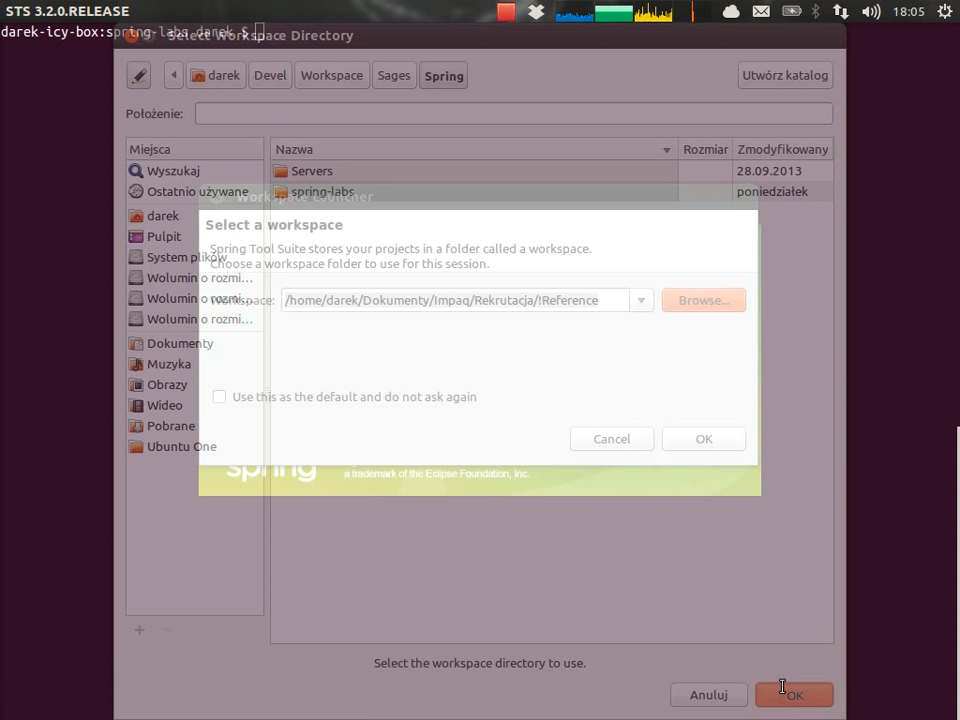 STS 3.2.0.RELEASE
18:05
darek-icy-box:spring-labs darek $
Select Workspace Directory
darek
Devel
Workspace
Sages
Spring
Utwórz katalog
Położenie:
Miejsca
Nazwa
Rozmiar
Zmodyfikowany
Wyszukaj
Servers
28.09.2013
Ostatnio używane
spring-labs
poniedziałek
Workspace Launcher
darek
Select a workspace
Pulpit
Spring Tool Suite stores your projects in a folder called a workspace.
System plików
Choose a workspace folder to use for this session.
Wolumin o rozmi...
Wolumin o rozmi...
Workspace:
/home/darek/Dokumenty/Impaq/Rekrutacja/!Reference
Browse...
Wolumin o rozmi...
Dokumenty
Muzyka
Obrazy
Use this as the default and do not ask again
Wideo
Pobrane
Cancel
OK
Ubuntu One
spring
a trademark of the Eclipse Foundation, Inc.
Select the workspace directory to use.
Anuluj
OK